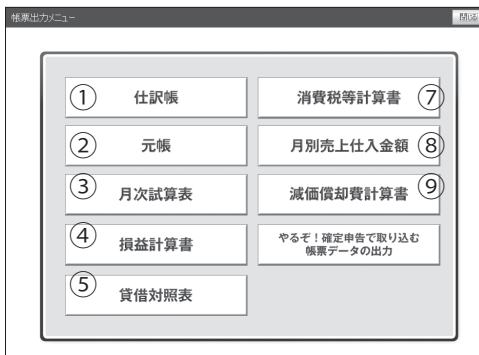 帳票出力メニュー
閉じる
① 仕訳帳
② 元帳
③ 月次試算表
④ 損益計算書
⑤ 貸借対照表
消費税等計算書 ⑦
月別売上仕入金額 ⑧
減価償却費計算書 ⑨
やるぞ！確定申告で取り込む
帳票データの出力